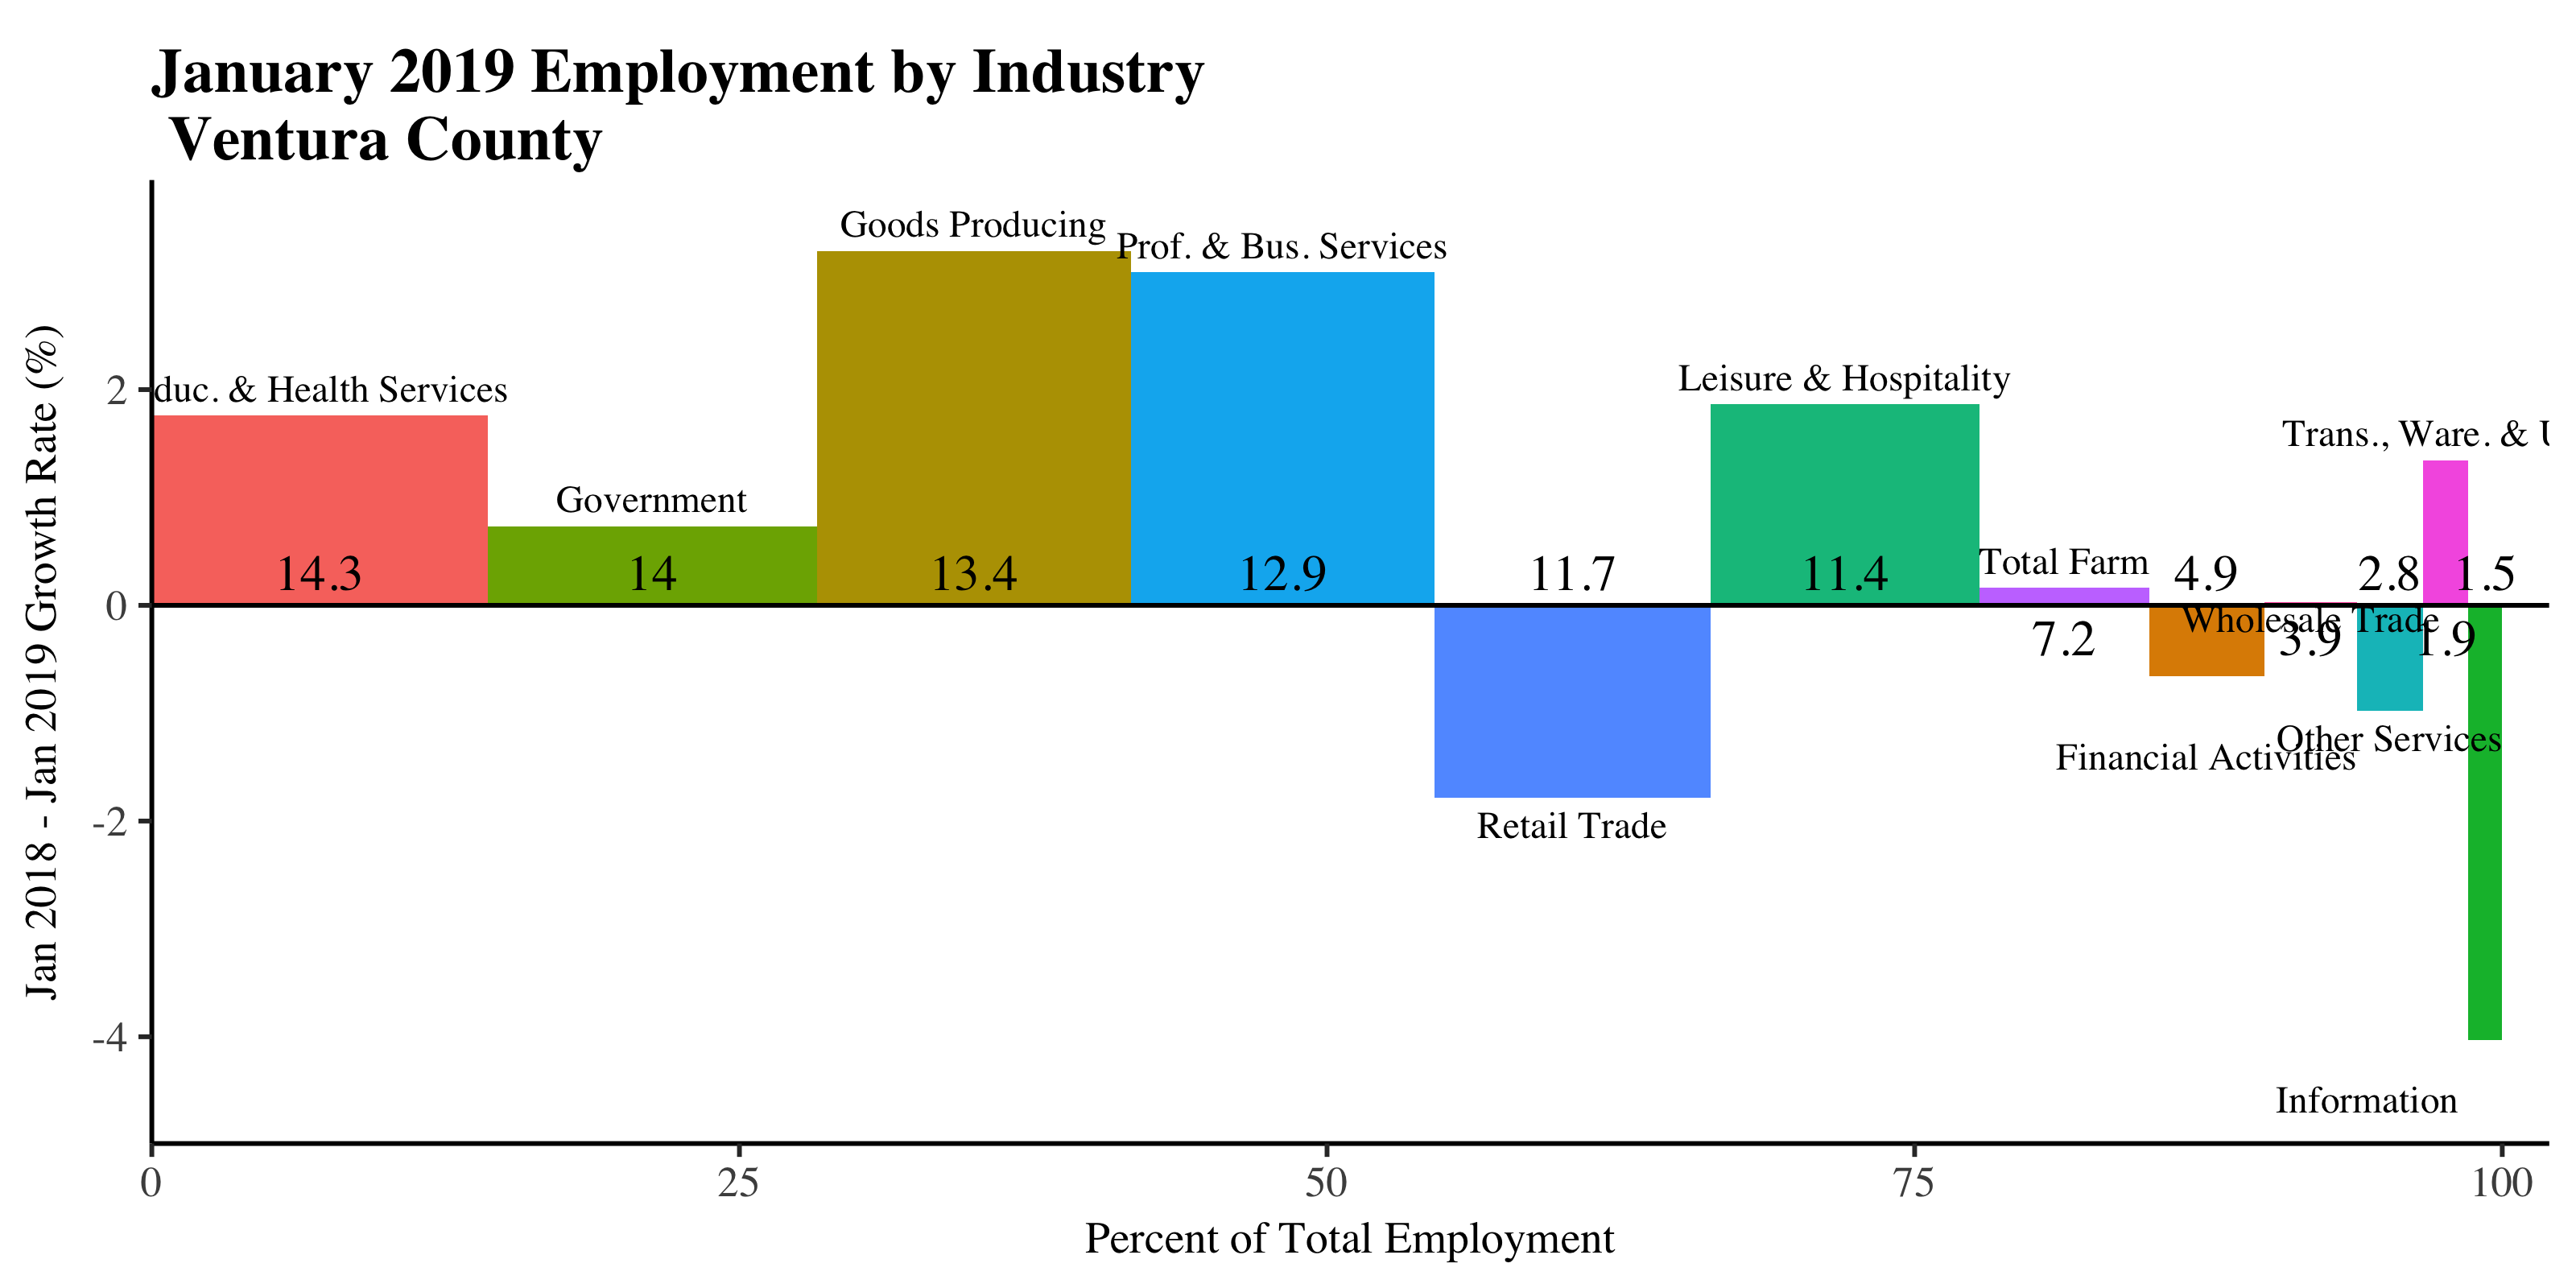 January 2019 Employment by Industry
Ventura County
Goods Producing
Prof. & Bus. Services
duc. & Health Services
Leisure & Hospitality
Trans., Ware. & U
Government
Total Farm
14.3
14
13.4
12.9
11.7
11.4
4.9
2.8
1.5
Wholesale Trade
7.2
3.9
1.9
Other Services
Financial Activities
Retail Trade
Information
2
0
-2
-4
Jan 2018 - Jan 2019 Growth Rate (%)
0
25
50
75
100
Percent of Total Employment